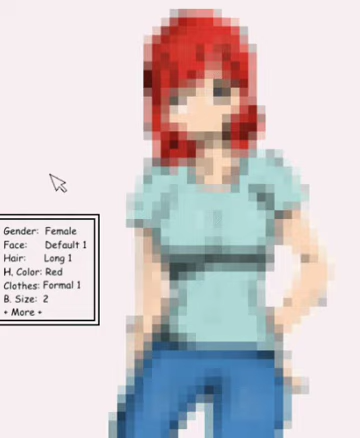 Gender: Female
Face: Default 1
Hair: Long 1
H. Color: Red
Clothes: Formal 1
B. Size: 2
+ More +